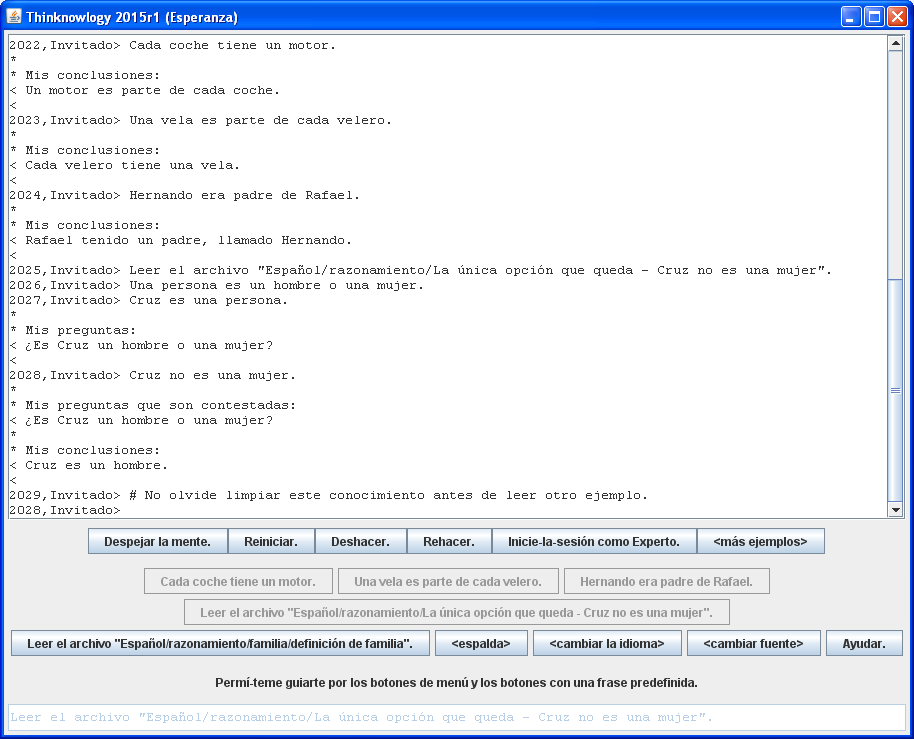 Thinknowlogy 2015r1 (Esperanza)
2022,Invitado> Cada coche tiene un motor.
*
* Mis conclusiones:
< Un motor es parte de cada coche.
<
2023,Invitado> Una vela es parte de cada velero.
*
* Mis conclusiones:
< Cada velero tiene una vela.
<
2024,Invitado> Hernando era padre de Rafael.
*
* Mis conclusiones:
< Rafael tenido un padre, llamado Hernando.
<
2025,Invitado> Leer el archivo "Español/razonamiento/La única opción que queda - Cruz no es una mujer".
2026,Invitado> Una persona es un hombre o una mujer.
2027,Invitado> Cruz es una persona.
*
* Mis preguntas:
< ¿Es Cruz un hombre o una mujer?
<
2028,Invitado> Cruz no es una mujer.
*
* Mis preguntas que son contestadas:
< ¿Es Cruz un hombre o una mujer?
*
* Mis conclusiones:
< Cruz es un hombre.
<
2029,Invitado> # No olvide limpiar este conocimiento antes de leer otro ejemplo.
2028,Invitado>
Despejar la mente. Reiniciar. Deshacer. Rehacer. Inicie-la-sesión como Experto. <más ejemplos>
Cada coche tiene un motor. Una vela es parte de cada velero. Hernando era padre de Rafael.
Leer el archivo "Español/razonamiento/La única opción que queda - Cruz no es una mujer".
Leer el archivo "Español/razonamiento/familia/definición de familia". <espalda> <cambiar la idioma> <cambiar fuente> Ayudar.
Permí-teme guiarte por los botones de menú y los botones con una frase predefinida.
Leer el archivo "Español/razonamiento/La única opción que queda - Cruz no es una mujer".